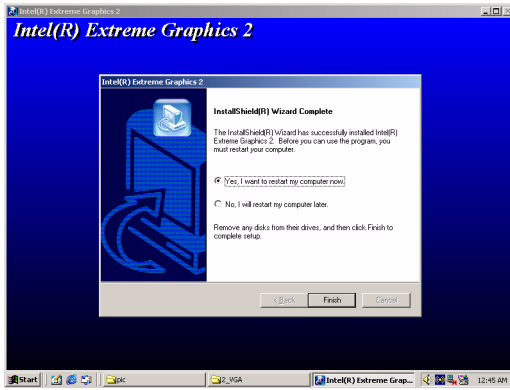 Intel(R) Extreme Graphics 2
Intel(R) Extreme Graphics 2
Intel(R) Extreme Graphics 2
InstallShield(R) Wizard Complete
The InstallShield(R) Wizard has successfully installed Intel(R)
Extreme Graphics 2. Before you can use the program, you
must restart your computer.
Yes, I want to restart my computer now.
No, I will restart my computer later.
Remove any disks from their drives, and then click Finish to
complete setup.
< Back Finish Cancel
Start pic 2_VGA Intel(R) Extreme Grap... 12:45 AM